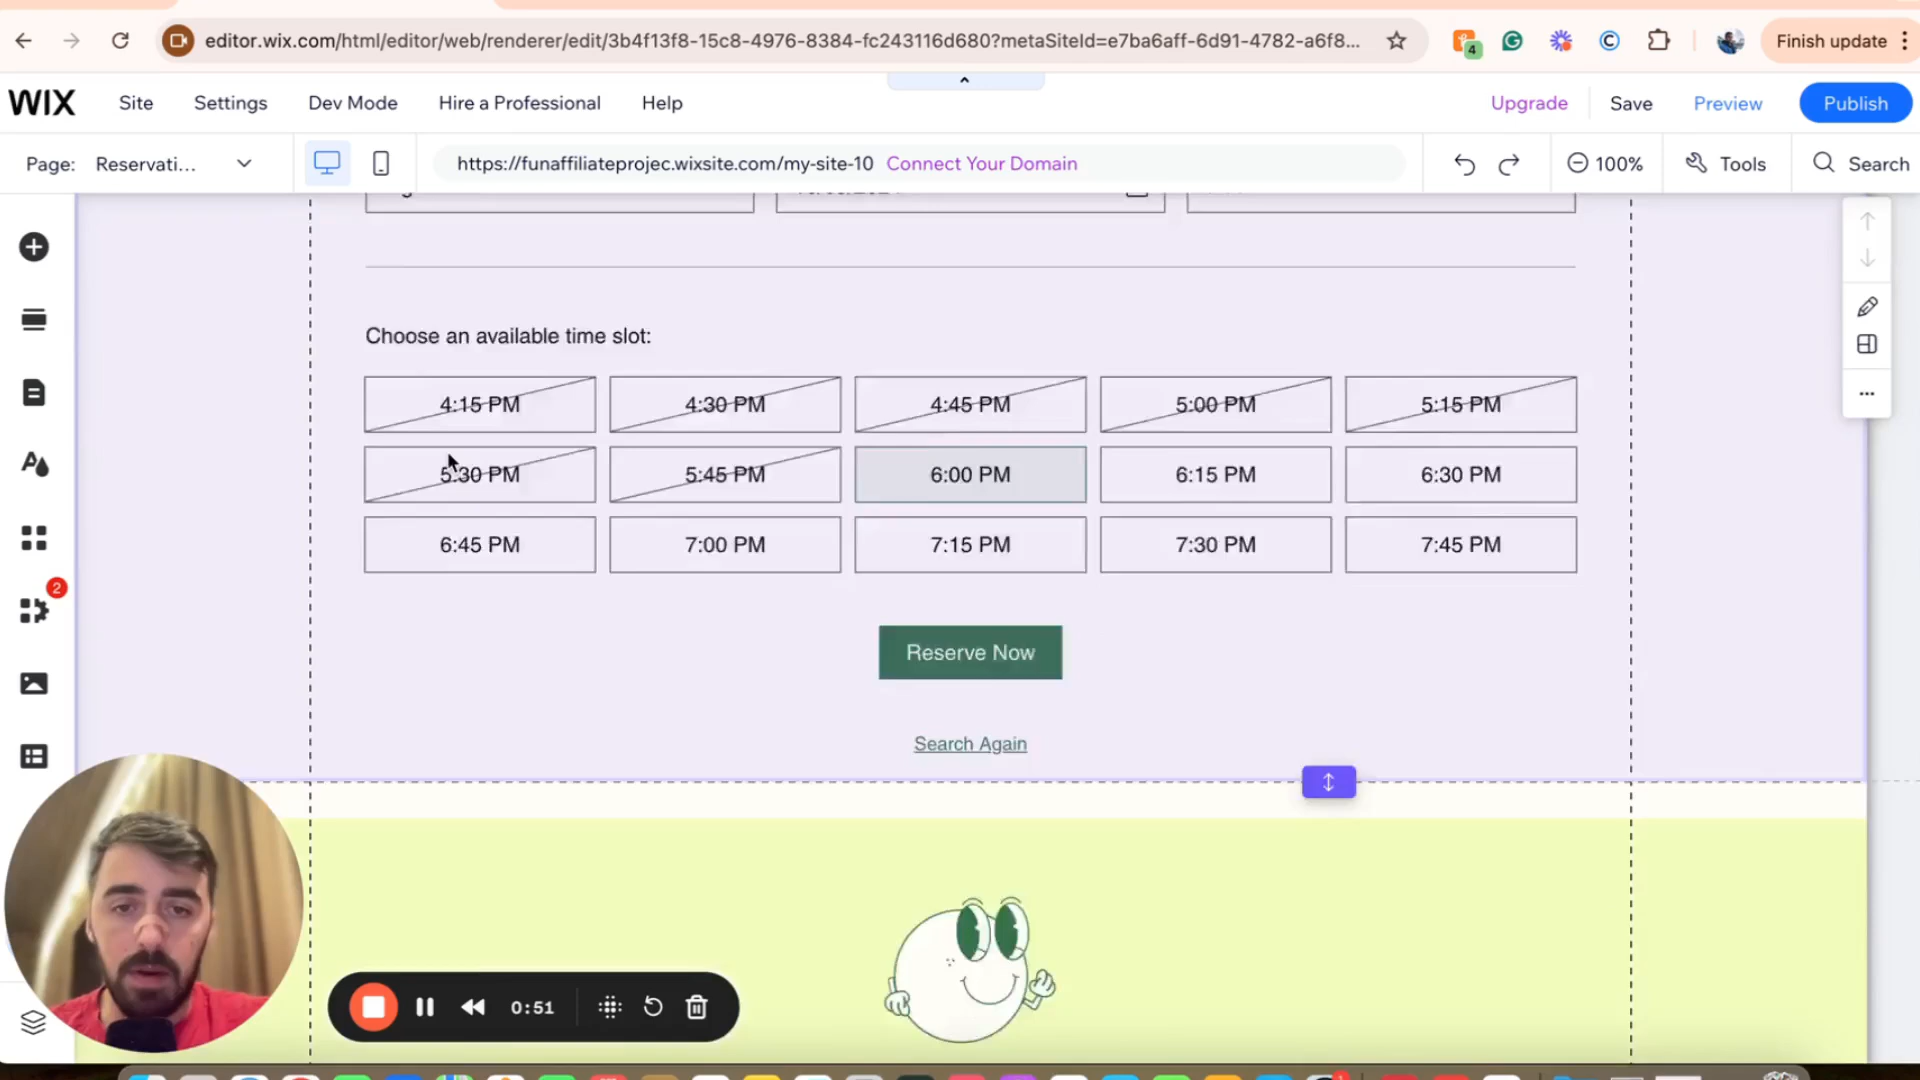 editor.wix.com/html/editor/web/renderer/edit/3b4f13f8-15c8-4976-8384-fc243116d680?metaSiteId=e7ba6aff-6d91-4782-a6f8...
4
Finish update
WIX
Site
Settings
Dev Mode
Hire a Professional
Help
Upgrade
Save
Preview
Publish
Page:
Reservati...
https://funaffiliateprojec.wixsite.com/my-site-10
Connect Your Domain
100%
Tools
Search
Choose an available time slot:
4:15 PM
4:30 PM
4:45 PM
5:00 PM
5:15 PM
5:30 PM
5:45 PM
6:00 PM
6:15 PM
6:30 PM
6:45 PM
7:00 PM
7:15 PM
7:30 PM
7:45 PM
2
Reserve Now
Search Again
0:51